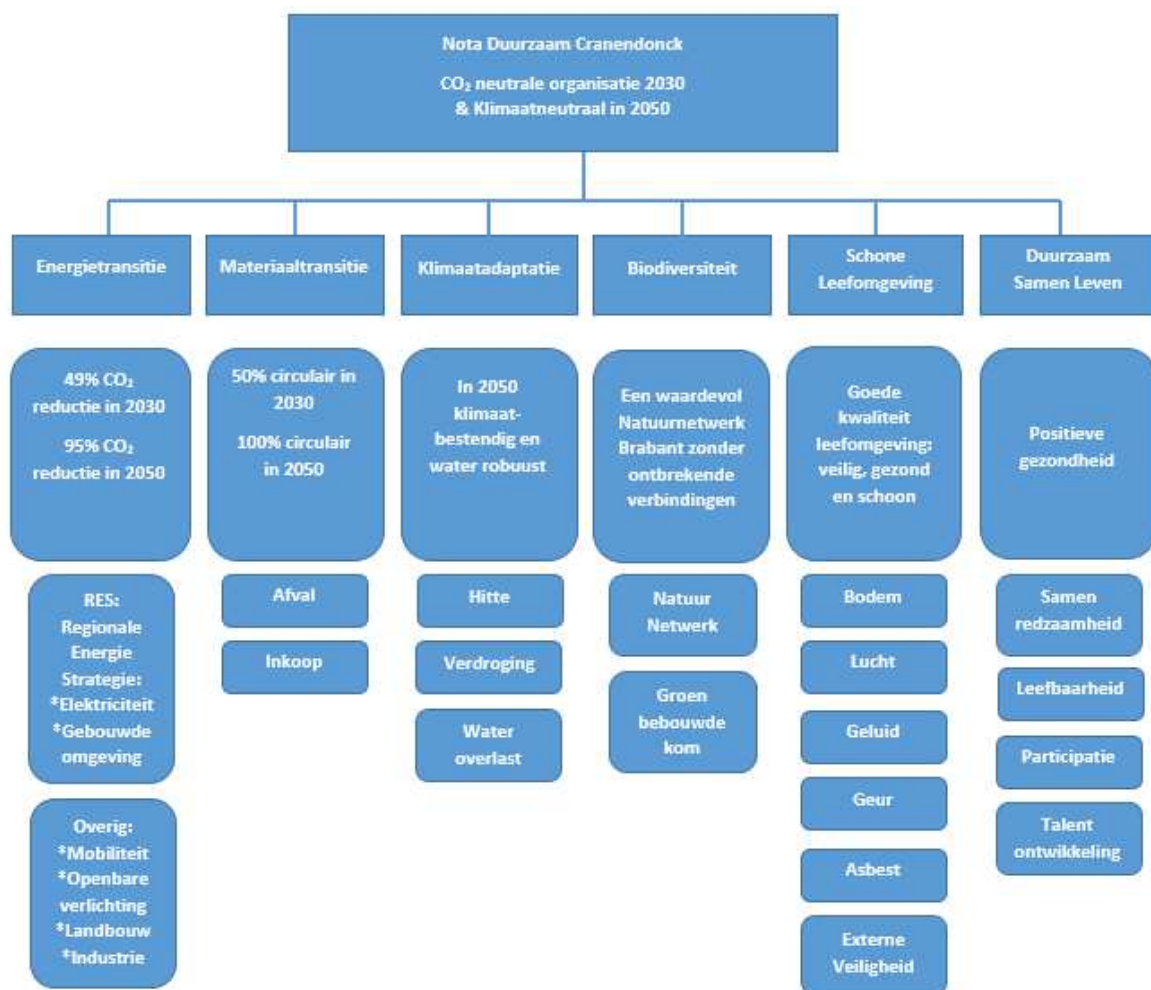 Nota Duurzaam Cranendonck
CO₂ neutrale organisatie 2030
& Klimaatneutraal in 2050
Energietransitie
Materiaaltransitie
Klimaatadaptatie
Biodiversiteit
Schone
Leefomgeving
Duurzaam
Samen Leven
49% CO₂
reductie in 2030
95% CO₂
reductie in 2050
50% circulair in
2030
100% circulair
in 2050
In 2050
klimaat-
bestendig en
water robuust
Een waardevol
Natuurnetwerk
Brabant zonder
ontbrekende
verbindingen
Goede
kwaliteit
leefomgeving;
veilig, gezond
en schoon
Positieve
gezondheid
RES:
Regionale
Energie
Strategie:
*Elektriciteit
*Gebouwde
omgeving
Overig:
*Mobiliteit
*Openbare
verlichting
*Landbouw
*Industrie
Afval
Inkoop
Hitte
Verdroging
Water
overlast
Natuur
Netwerk
Groen
bebouwde
kom
Bodem
Lucht
Geluid
Geur
Asbest
Externe
Veiligheid
Samen
redzaamheid
Leefbaarheid
Participatie
Talent
ontwikkeling